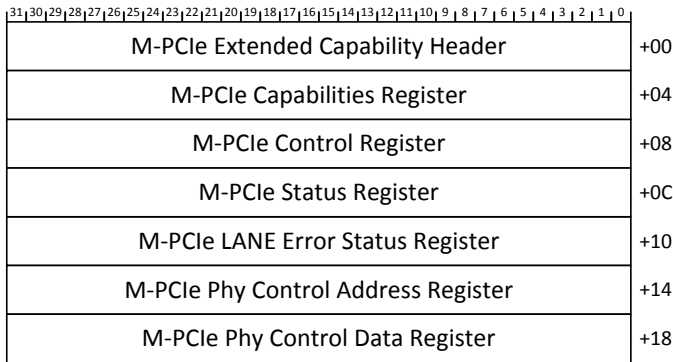 31 30 29 28 27 26 25 24 23 22 21 20 19 18 17 16 15 14 13 12 11 10 9 8 7 6 5 4 3 2 1 0
M-PCIe Extended Capability Header +00
M-PCIe Capabilities Register +04
M-PCIe Control Register +08
M-PCIe Status Register +0C
M-PCIe LANE Error Status Register +10
M-PCIe Phy Control Address Register +14
M-PCIe Phy Control Data Register +18